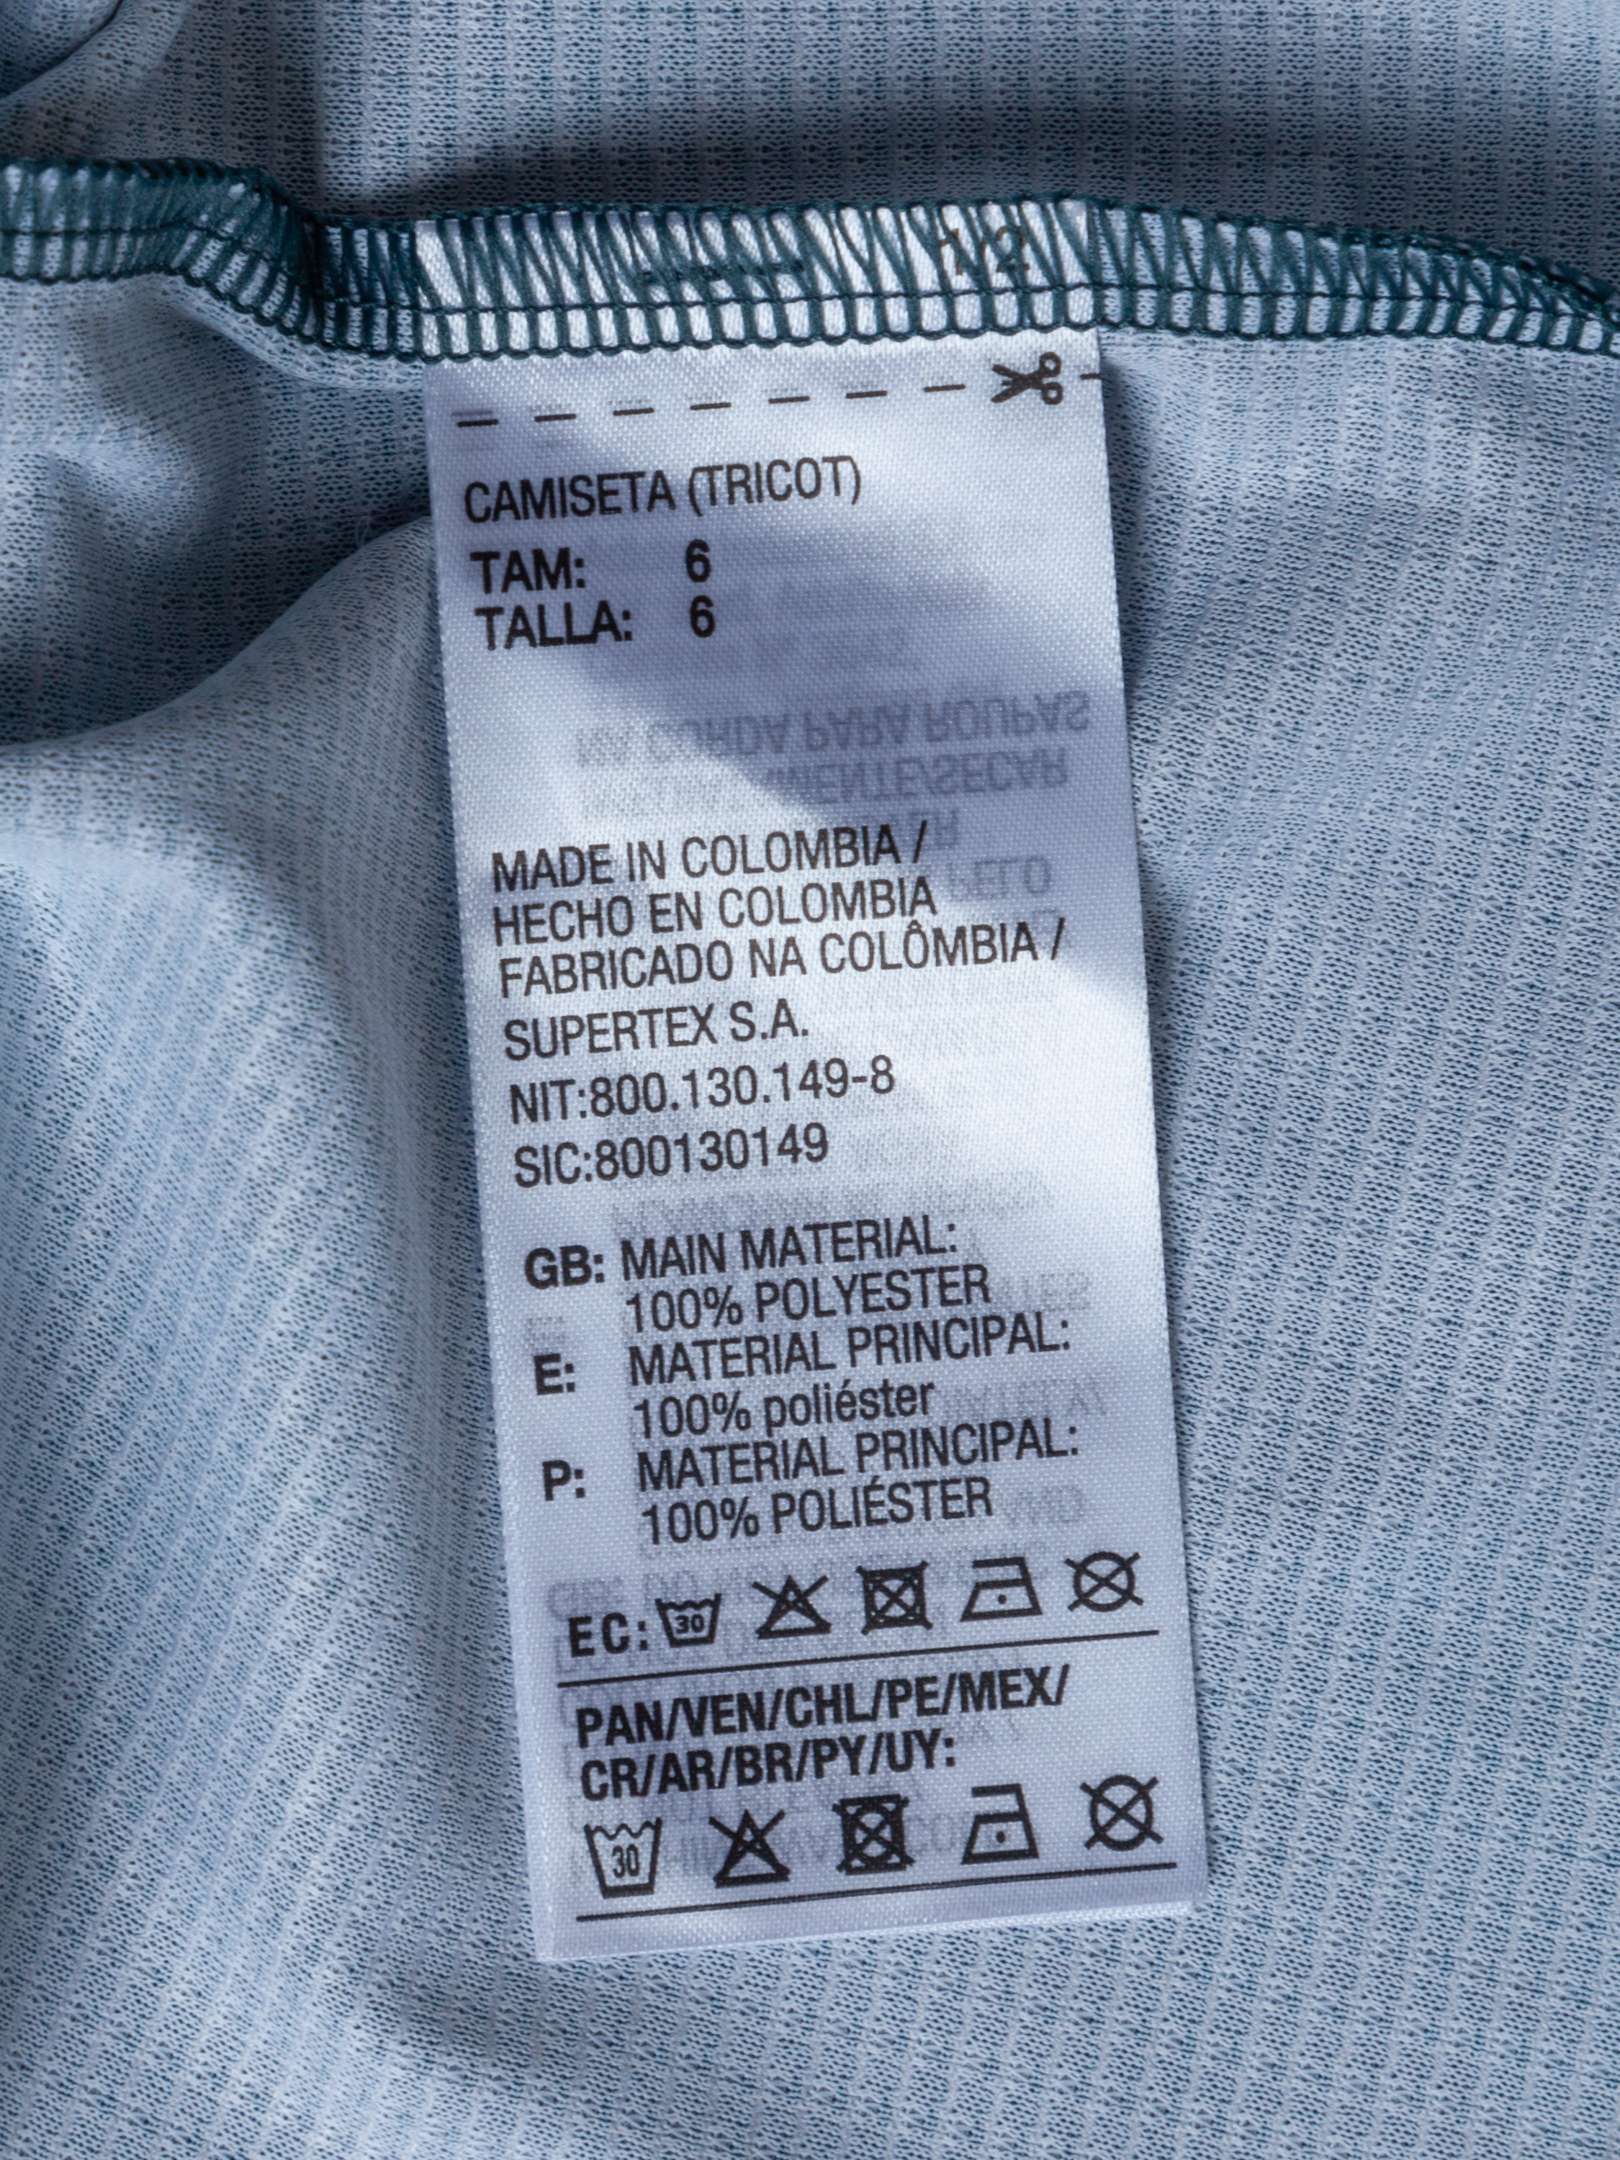 1/2
CAMISETA (TRICOT)
TAM: 6
TALLA: 6
MADE IN COLOMBIA /
HECHO EN COLOMBIA
FABRICADO NA COLÔMBIA /
SUPERTEX S.A.
NIT:800.130.149-8
SIC:800130149
GB: MAIN MATERIAL:
100% POLYESTER
E: MATERIAL PRINCIPAL:
100% poliéster
P: MATERIAL PRINCIPAL:
100% POLIÉSTER
EC: 30
PAN/VEN/CHL/PE/MEX/
CR/AR/BR/PY/UY:
30